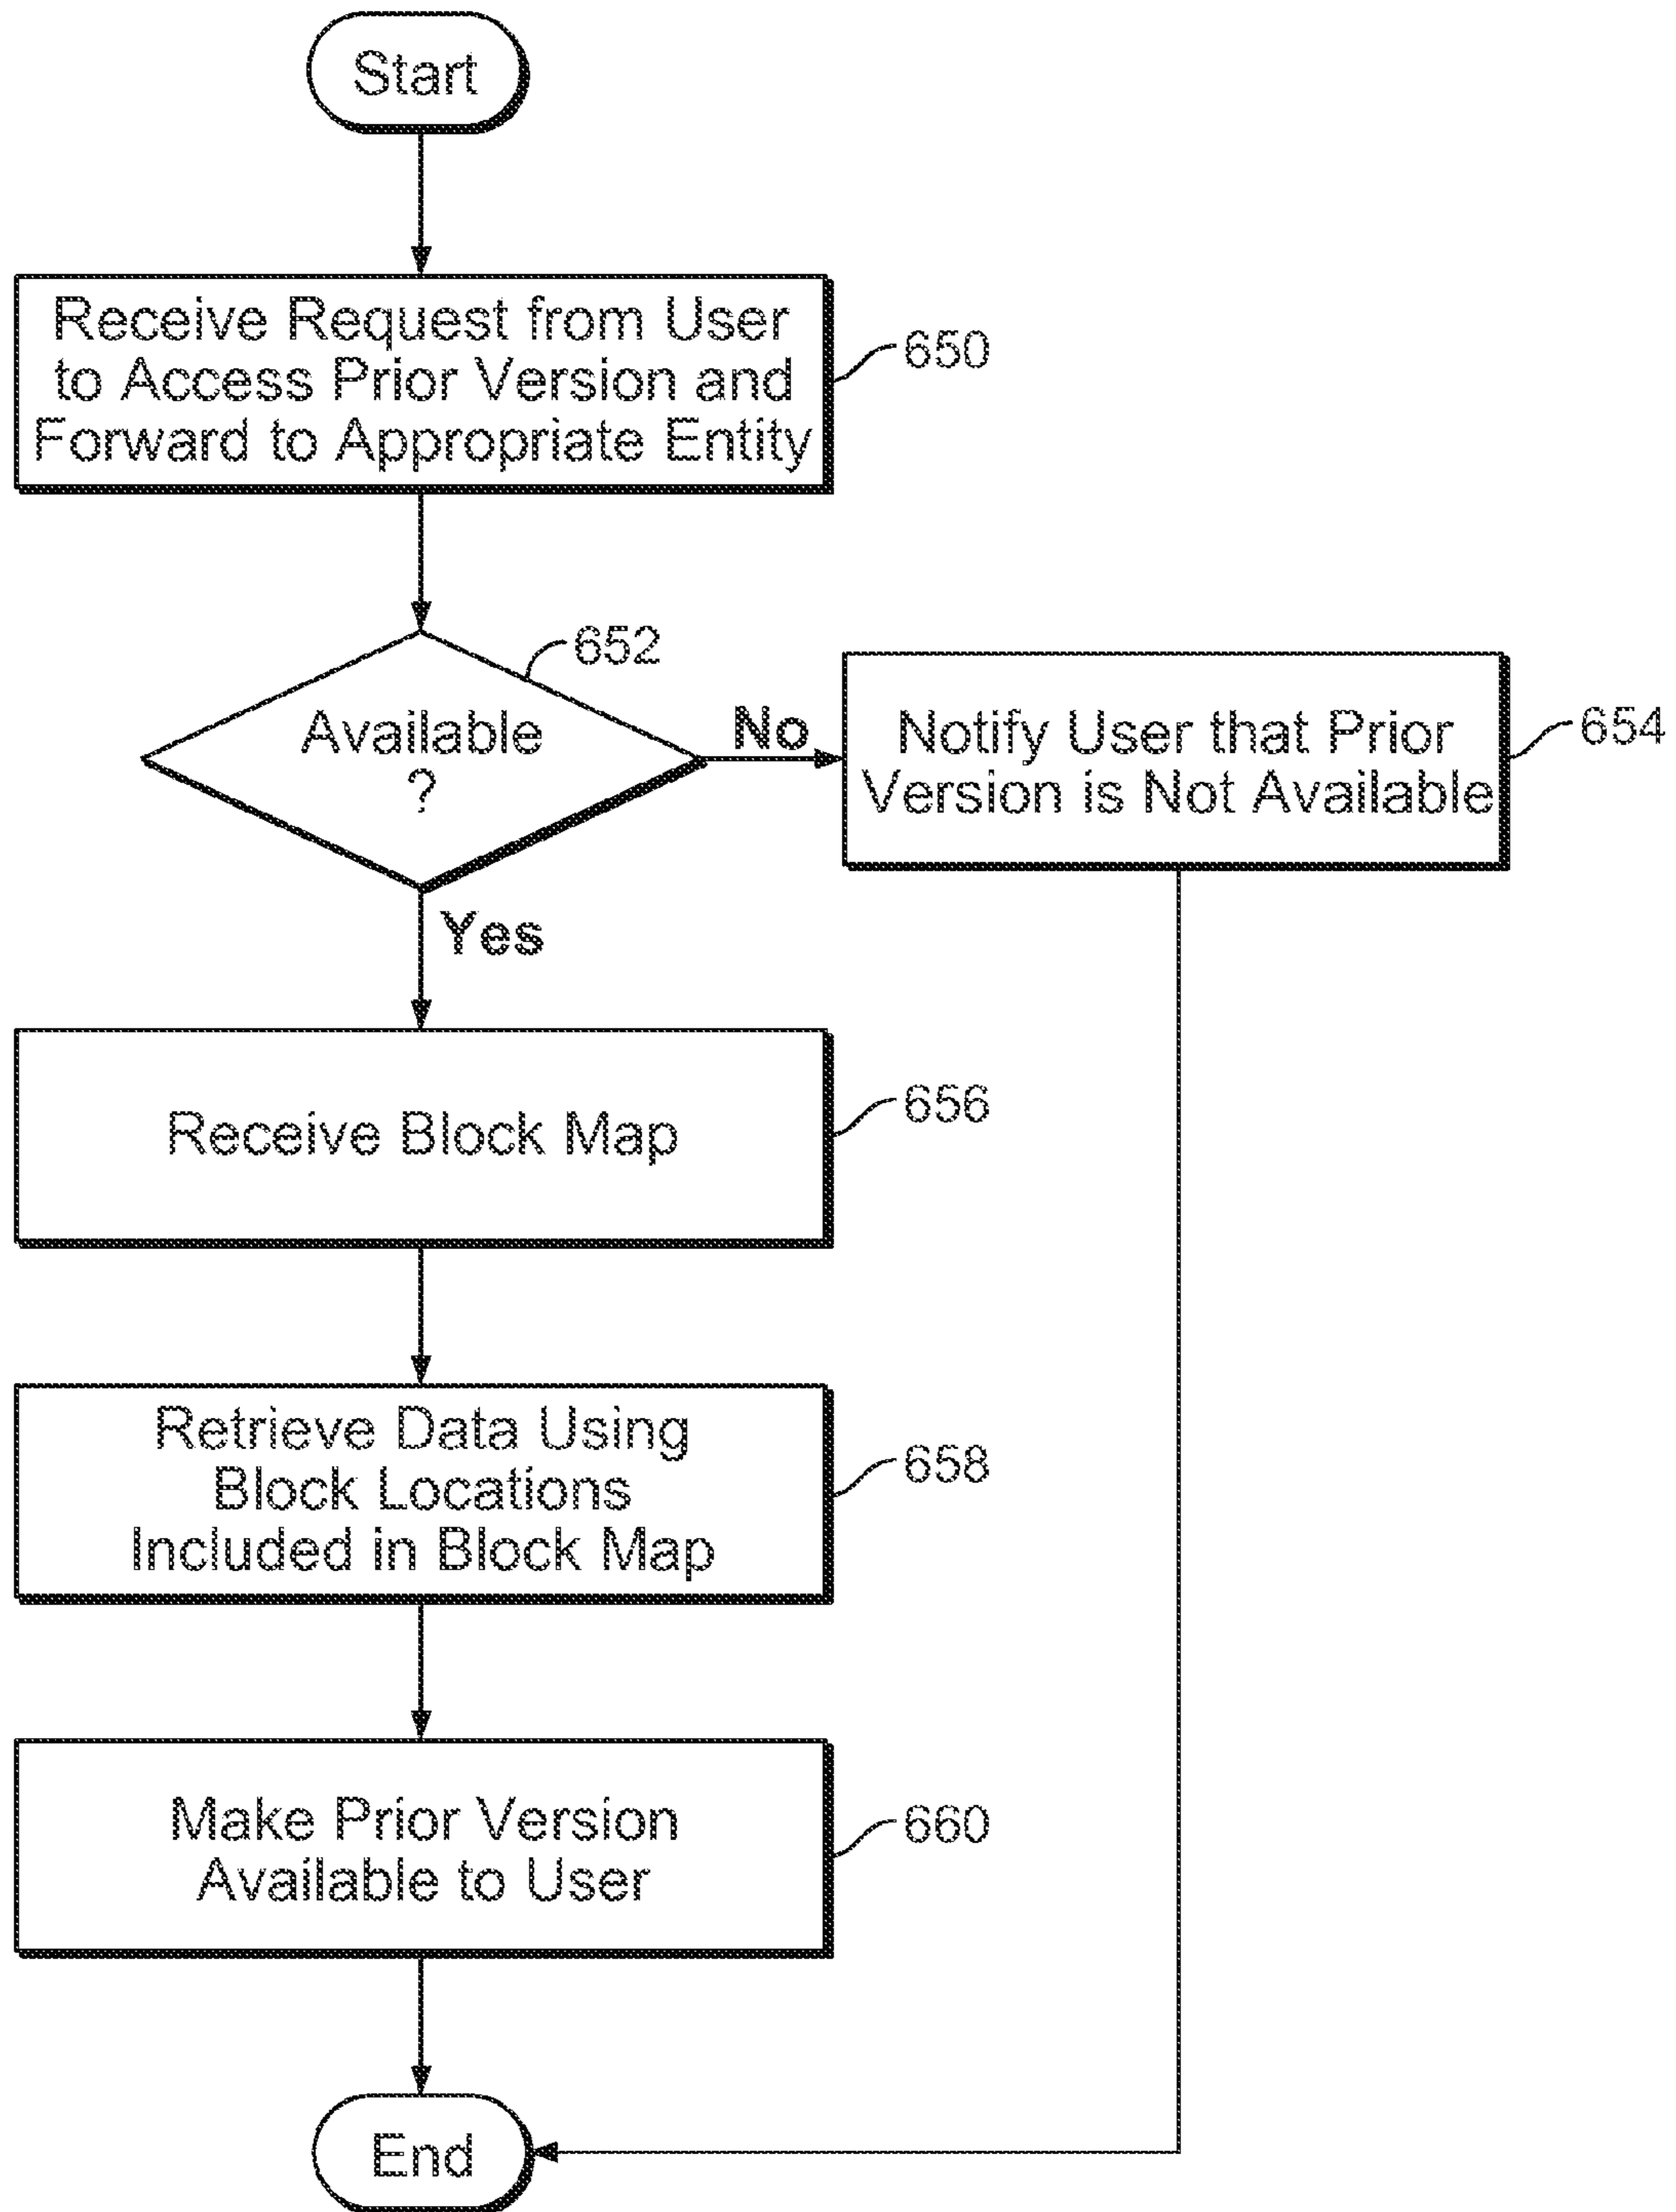 Start
Receive Request from User
to Access Prior Version and
Forward to Appropriate Entity
650
652
Available
?
No
Notify User that Prior
Version is Not Available
654
Yes
Receive Block Map
656
Retrieve Data Using
Block Locations
Included in Block Map
658
Make Prior Version
Available to User
660
End